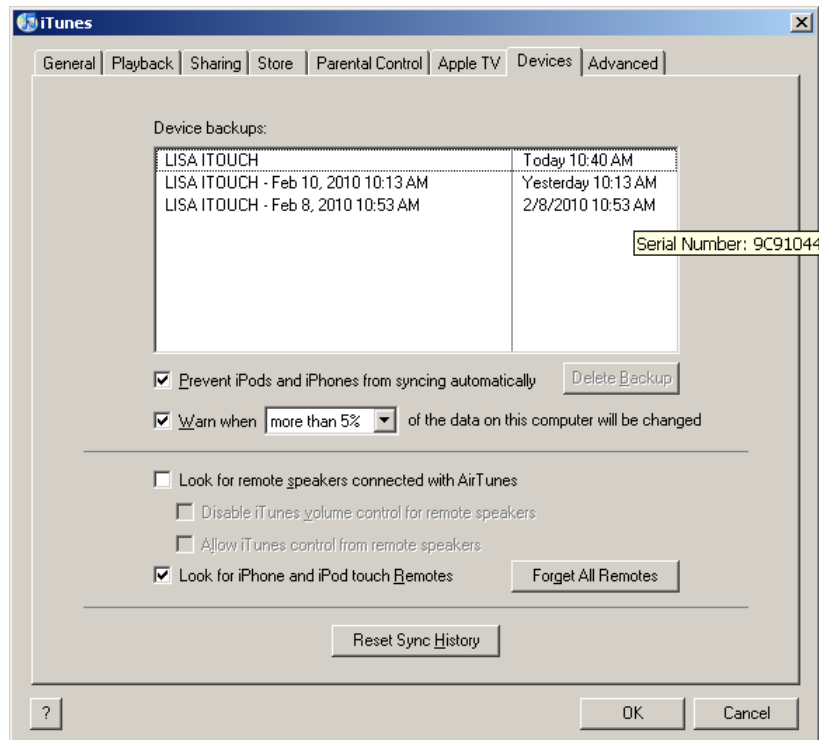 iTunes
General Playback Sharing Store Parental Control Apple TV Devices Advanced
Device backups:
LISA ITOUCH Today 10:40 AM
LISA ITOUCH - Feb 10, 2010 10:13 AM Yesterday 10:13 AM
LISA ITOUCH - Feb 8, 2010 10:53 AM 2/8/2010 10:53 AM
Serial Number: 9C91044
Prevent iPods and iPhones from syncing automatically Delete Backup
Warn when more than 5% of the data on this computer will be changed
Look for remote speakers connected with AirTunes
Disable iTunes volume control for remote speakers
Allow iTunes control from remote speakers
Look for iPhone and iPod touch Remotes Forget All Remotes
Reset Sync History
? OK Cancel